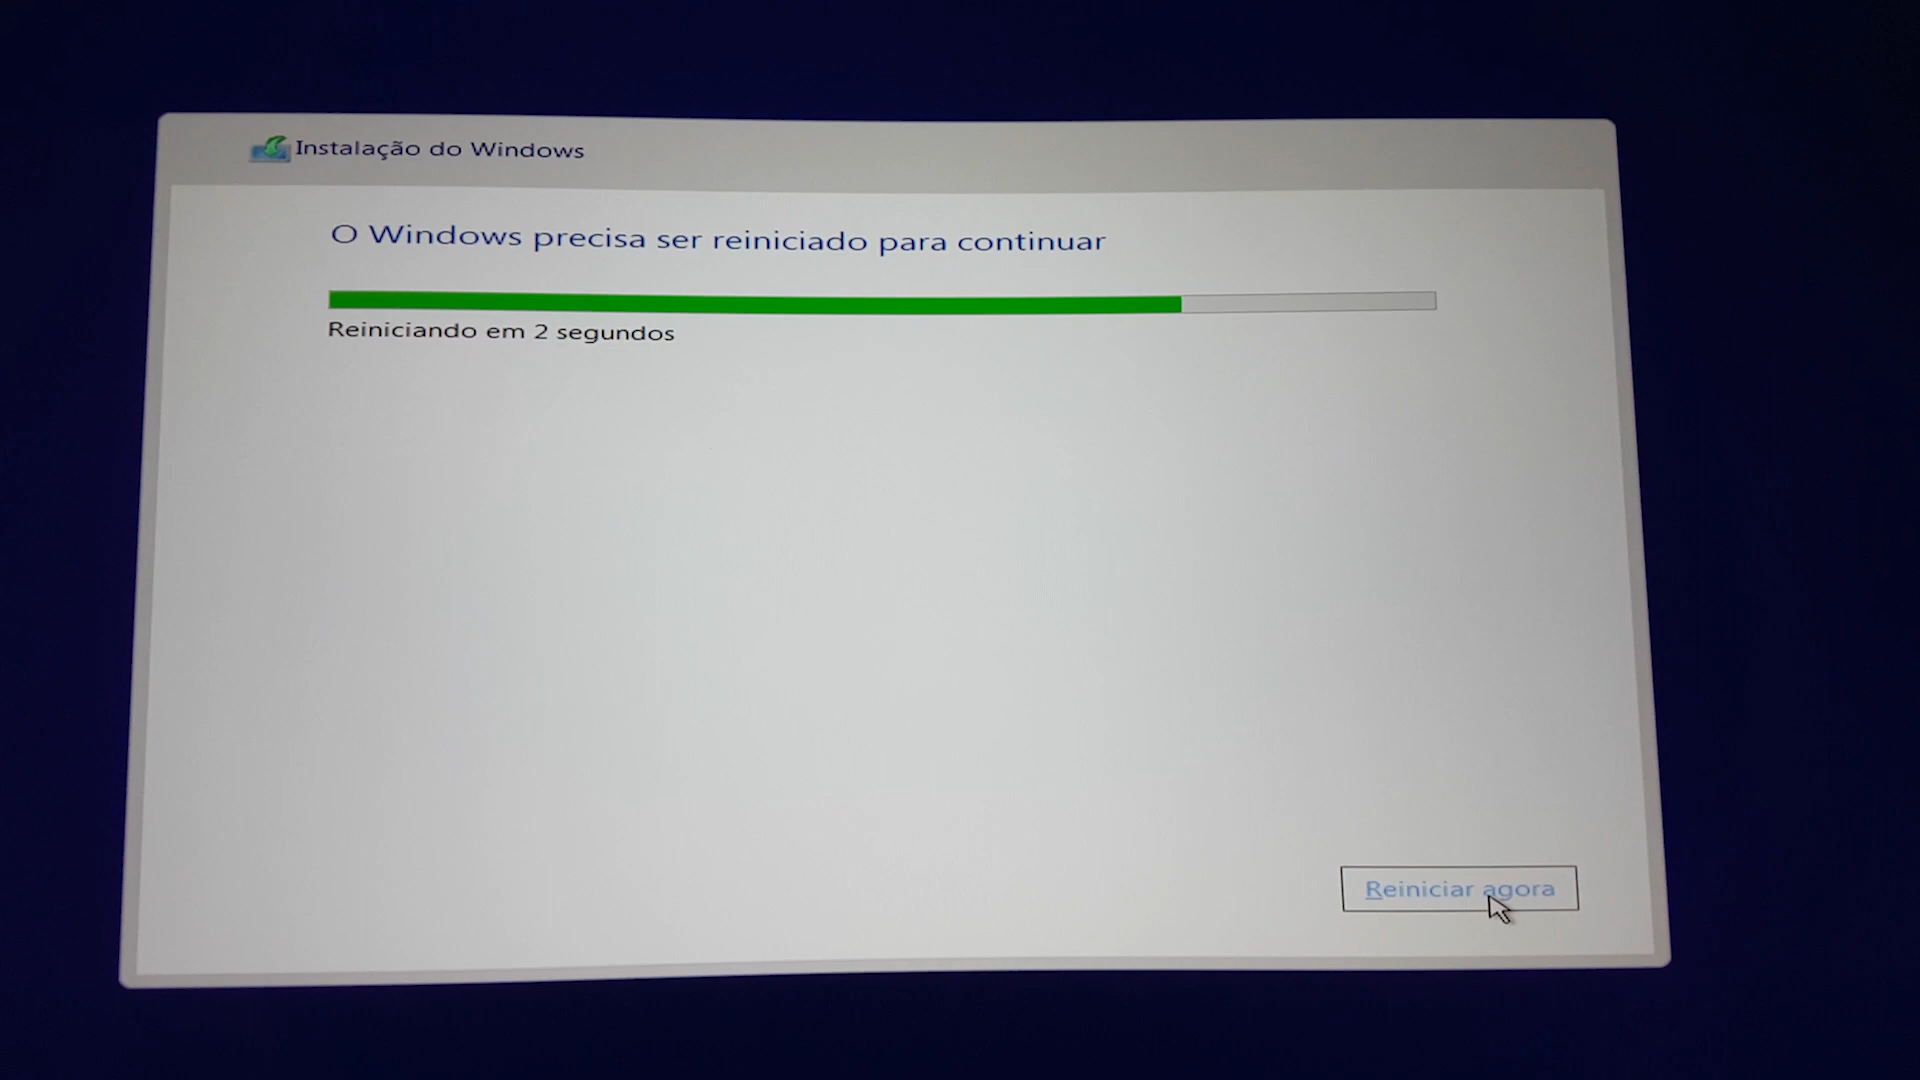 Instalação do Windows
O Windows precisa ser reiniciado para continuar
Reiniciando em 2 segundos
Reiniciar agora